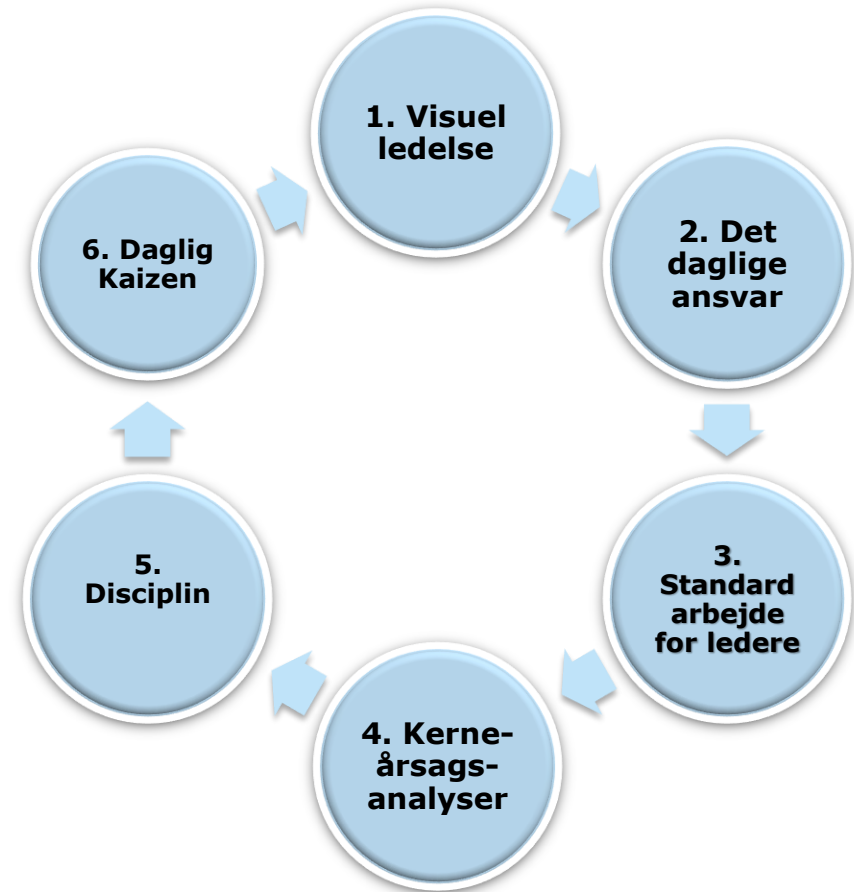 1. Visuel
ledelse
2. Det
daglige
ansvar
3.
Standard
arbejde
for ledere
4. Kerne-
årsags-
analyser
5.
Disciplin
6. Daglig
Kaizen